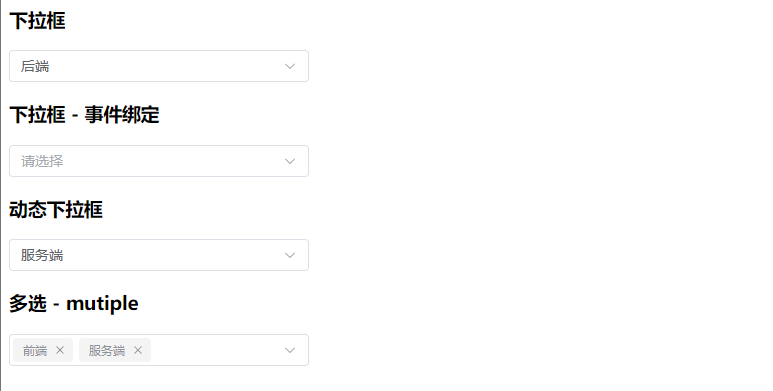 下拉框
后端
下拉框 - 事件绑定
请选择
动态下拉框
服务端
多选 - mutiple
前端 × 服务端 ×